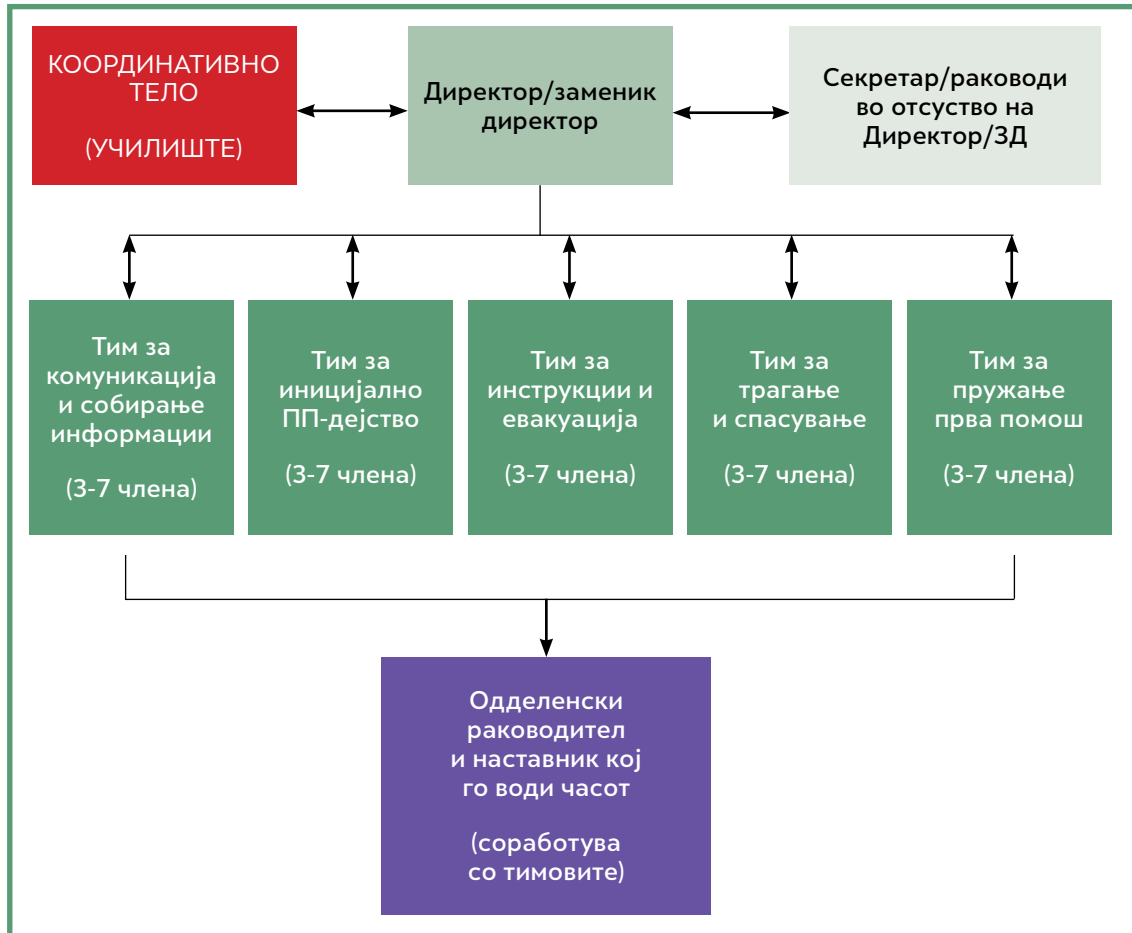 КООРДИНАТИВНО
ТЕЛО
(УЧИЛИШТЕ)
Директор/заменик
директор
Секретар/раководи
во отсуство на
Директор/ЗД
Тим за
комуникација
и собирање
информации
(3-7 члена)
Тим за
иницијално
ПП-дејство
(3-7 члена)
Тим за
инструкции и
евакуација
(3-7 члена)
Тим за
трагање
и спасување
(3-7 члена)
Тим за
пружање
прва помош
(3-7 члена)
Одделенски
раководител
и наставник кој
го води часот
(соработува
со тимовите)